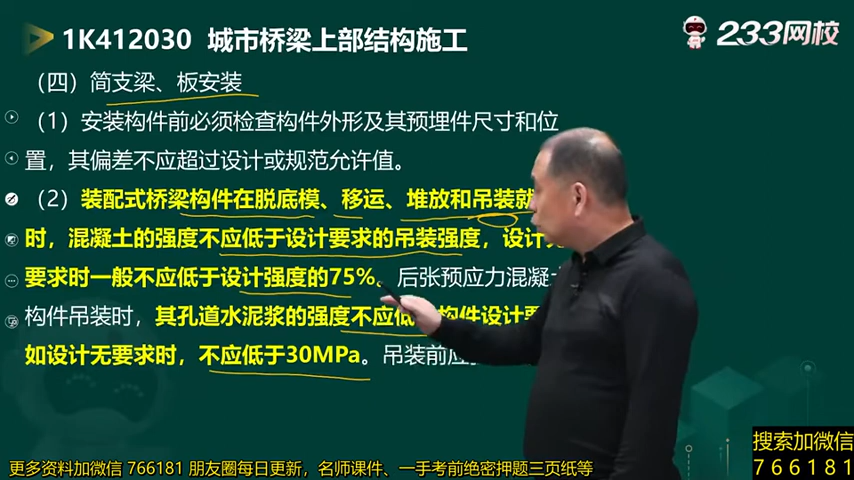 1K412030 城市桥梁上部结构施工
233网校
（四）简支梁、板安装
（1）安装构件前必须检查构件外形及其预埋件尺寸和位
置，其偏差不应超过设计或规范允许值。
（2）装配式桥梁构件在脱底模、移运、堆放和吊装就
时，混凝土的强度不应低于设计要求的吊装强度，设计
要求时一般不应低于设计强度的75%。后张预应力混凝
构件吊装时，其孔道水泥浆的强度不应低 构件设计要
如设计无要求时，不应低于30MPa。吊装前应
搜索加微信
766181
更多资料加微信 766181 朋友圈每日更新，名师课件、一手考前绝密押题三页纸等